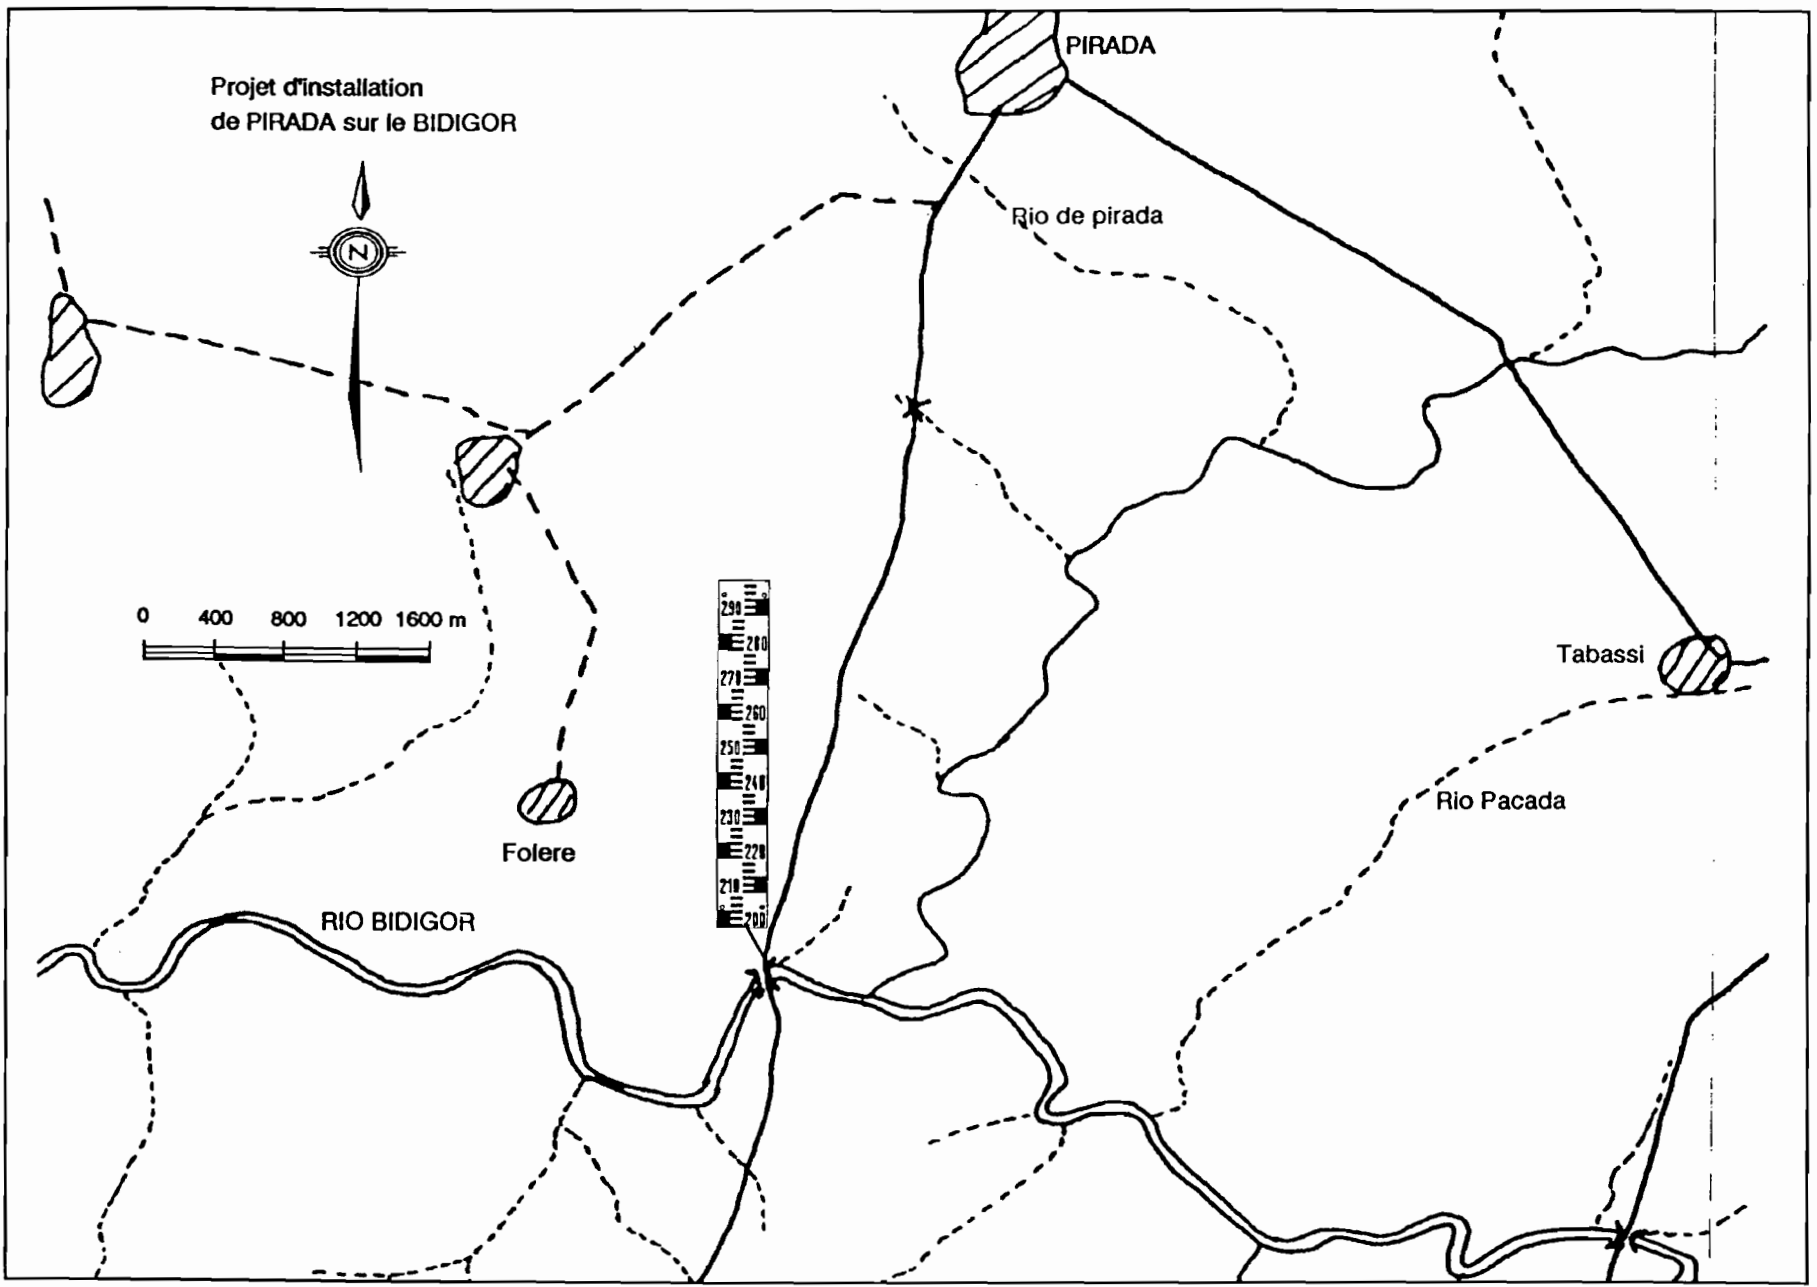 PIRADA
Projet d'installation
de PIRADA sur le BIDIGOR
Rio de pirada
N
0 400 800 1200 1600 m
290
280
270
260
250
240
230
220
210
200
Tabassi
Rio Pacada
Folere
RIO BIDIGOR